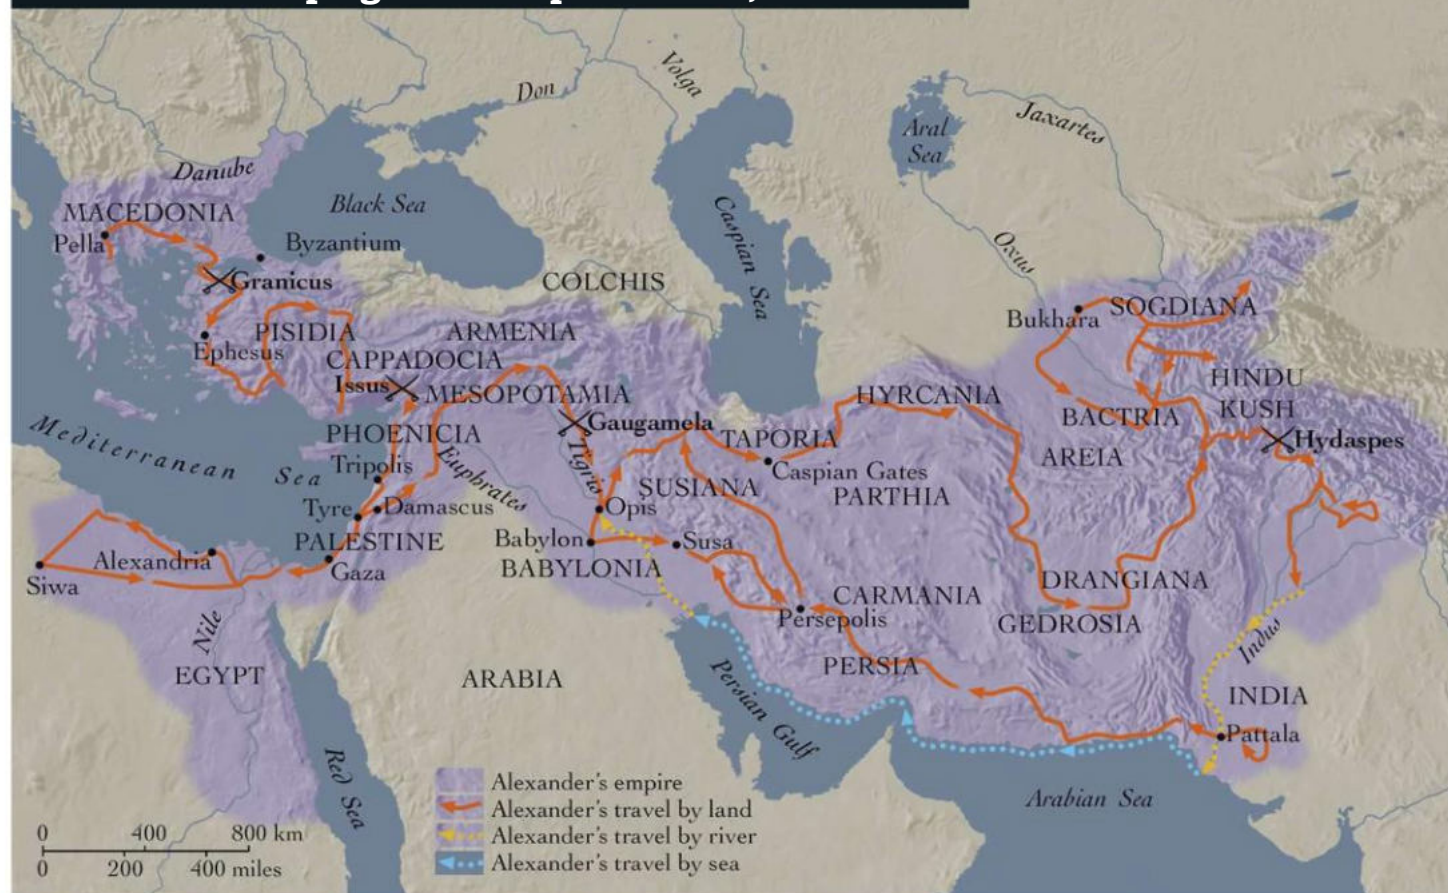 Don
Volga
Aral
Sea
Jaxartes
Danube
MACEDONIA
Pella
Black Sea
Byzantium
Caspian Sea
Oxus
Granicus
COLCHIS
PISIDIA
ARMENIA
Ephesus
CAPPADOCIA
Issus
MESOPOTAMIA
Bukhara
SOGDIANA
HYRCANIA
HINDU
KUSH
BACTRIA
Mediterranean Sea
PHOENICIA
Tripolis
Euphrates
Tigris
Gaugamela
TAPORIA
Caspian Gates
PARTHIA
AREIA
Hydaspes
SUSIANA
Tyre
Damascus
Opis
PALESTINE
Babylon
BABYLONIA
Susa
Alexandria
Siwa
Gaza
CARMANIA
DRANGIANA
Persepolis
GEDROSIA
Nile
EGYPT
ARABIA
PERSIA
Persian Gulf
Indus
INDIA
Pattala
Red Sea
Arabian Sea
Alexander's empire
Alexander's travel by land
Alexander's travel by river
Alexander's travel by sea
0 400 800 km
0 200 400 miles